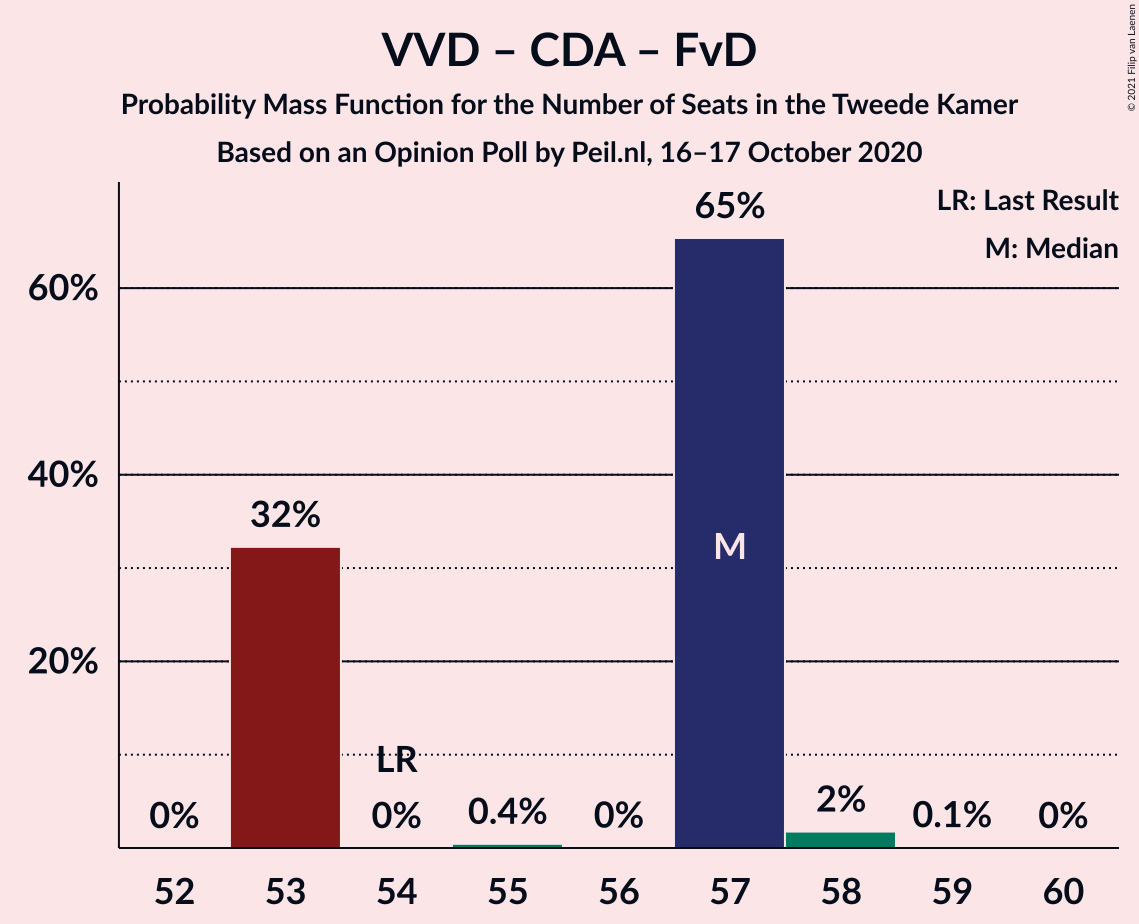 VVD – CDA – FvD
Probability Mass Function for the Number of Seats in the Tweede Kamer
Based on an Opinion Poll by Peil.nl, 16–17 October 2020
© 2021 Filip van Laenen
LR: Last Result
M: Median
65%
60%
M
40%
32%
20%
LR
0%
0%
0.4%
0%
2%
0.1%
0%
52 53 54 55 56 57 58 59 60